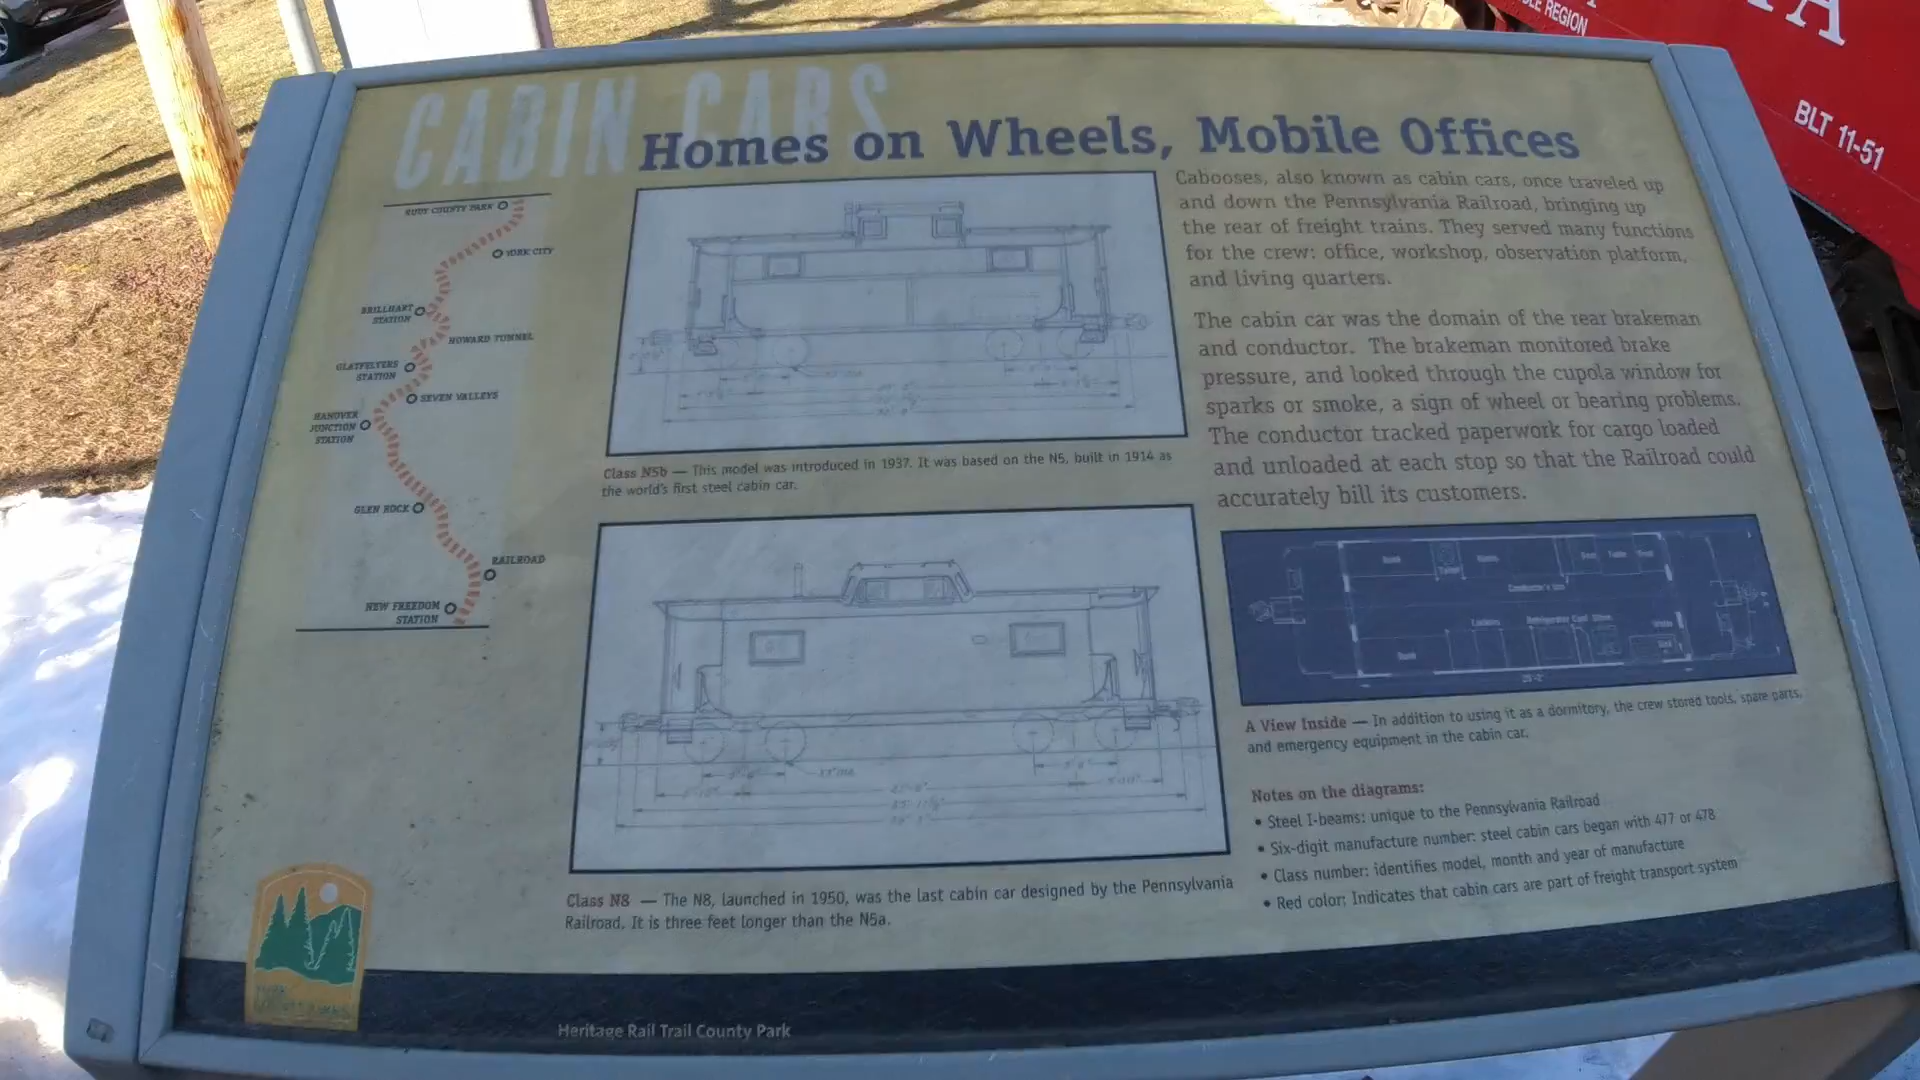 CABIN CARS
Homes on Wheels, Mobile Offices
RUDY COUNTY PARK
YORK CITY
BRILLHART
STATION
HOWARD TUNNEL
GLATFELTERS
STATION
SEVEN VALLEYS
HANOVER
JUNCTION
STATION
GLEN ROCK
RAILROAD
NEW FREEDOM
STATION
Class N5b — This model was introduced in 1937. It was based on the N5, built in 1914 as
the world's first steel cabin car.
Class N8 — The N8, launched in 1950, was the last cabin car designed by the Pennsylvania
Railroad. It is three feet longer than the N5a.
Cabooses, also known as cabin cars, once traveled up
and down the Pennsylvania Railroad, bringing up
the rear of freight trains. They served many functions
for the crew: office, workshop, observation platform,
and living quarters.
The cabin car was the domain of the rear brakeman
and conductor. The brakeman monitored brake
pressure, and looked through the cupola window for
sparks or smoke, a sign of wheel or bearing problems.
The conductor tracked paperwork for cargo loaded
and unloaded at each stop so that the Railroad could
accurately bill its customers.
Bunk
Table
Lockers
Refrigerator Coal Stove
Water
Bunk
A View Inside — In addition to using it as a dormitory, the crew stored tools, spare parts,
and emergency equipment in the cabin car.
Notes on the diagrams:
• Steel I-beams: unique to the Pennsylvania Railroad
• Six-digit manufacture number: steel cabin cars began with 477 or 478
• Class number: identifies model, month and year of manufacture
• Red color: Indicates that cabin cars are part of freight transport system
Heritage Rail Trail County Park
REGION
BLT 11-51